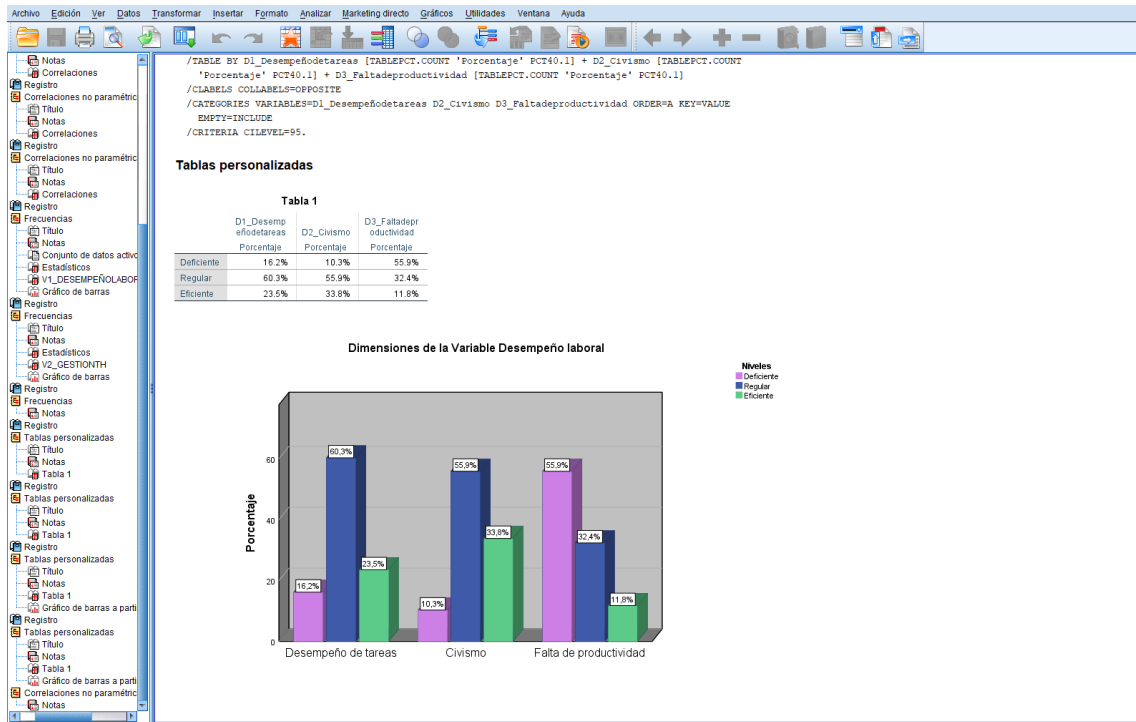 Archivo Edición Ver Datos Transformar Insertar Formato Analizar Marketing directo Gráficos Utilidades Ventana Ayuda
Notas
Correlaciones
Registro
Correlaciones no paramétric
Título
Notas
Correlaciones
Registro
Correlaciones no paramétric
Título
Notas
Correlaciones
Registro
Frecuencias
Título
Notas
Conjunto de datos activo
Estadísticos
V1_DESEMPEÑOLABOR
Gráfico de barras
Registro
Frecuencias
Título
Notas
Estadísticos
V2_GESTIONTH
Gráfico de barras
Registro
Frecuencias
Notas
Registro
Tablas personalizadas
Título
Notas
Tabla 1
Registro
Tablas personalizadas
Título
Notas
Tabla 1
Registro
Tablas personalizadas
Título
Notas
Tabla 1
Gráfico de barras a parti
Registro
Tablas personalizadas
Título
Notas
Tabla 1
Gráfico de barras a parti
Correlaciones no paramétric
Notas
/TABLE BY D1_Desempeñodetareas [TABLEPCT.COUNT 'Porcentaje' PCT40.1] + D2_Civismo [TABLEPCT.COUNT
'Porcentaje' PCT40.1] + D3_Faltadeproductividad [TABLEPCT.COUNT 'Porcentaje' PCT40.1]
/CLABELS COLLABELS=OPPOSITE
/CATEGORIES VARIABLES=D1_Desempeñodetareas D2_Civismo D3_Faltadeproductividad ORDER=A KEY=VALUE
EMPTY=INCLUDE
/CRITERIA CILEVEL=95.
Tablas personalizadas
Tabla 1
D1_Desemp
eñodetareas D2_Civismo D3_Faltadepr
oductividad
Porcentaje Porcentaje Porcentaje
Deficiente 16.2% 10.3% 55.9%
Regular 60.3% 55.9% 32.4%
Eficiente 23.5% 33.8% 11.8%
Dimensiones de la Variable Desempeño laboral
Niveles
Deficiente
Regular
Eficiente
Porcentaje
60
40
20
0
16,2%
60,3%
23,5%
10,3%
55,9%
33,8%
55,9%
32,4%
11,8%
Desempeño de tareas Civismo Falta de productividad